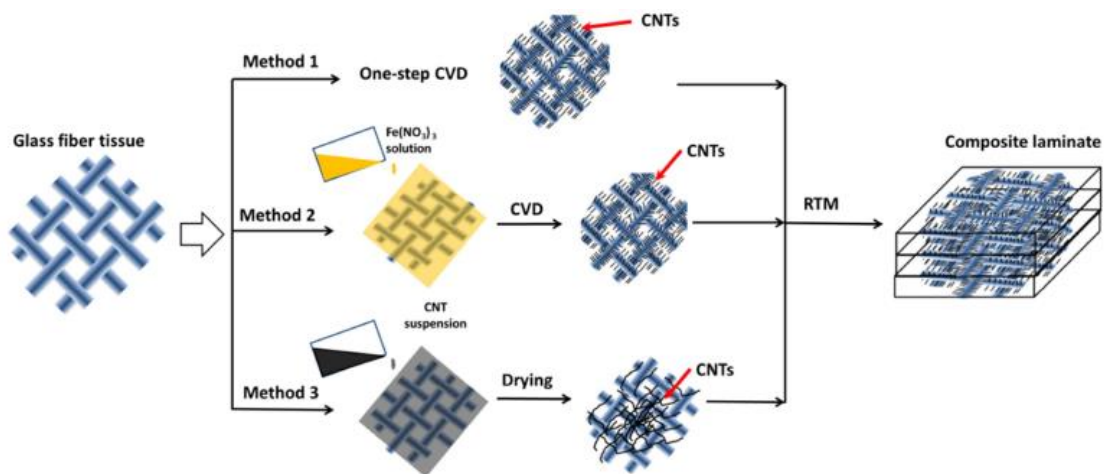 CNTs
Method 1
One-step CVD
Glass fiber tissue
Fe(NO₃)₃
solution
CNTs
Composite laminate
Method 2
CVD
RTM
CNT
suspension
Method 3
Drying
CNTs